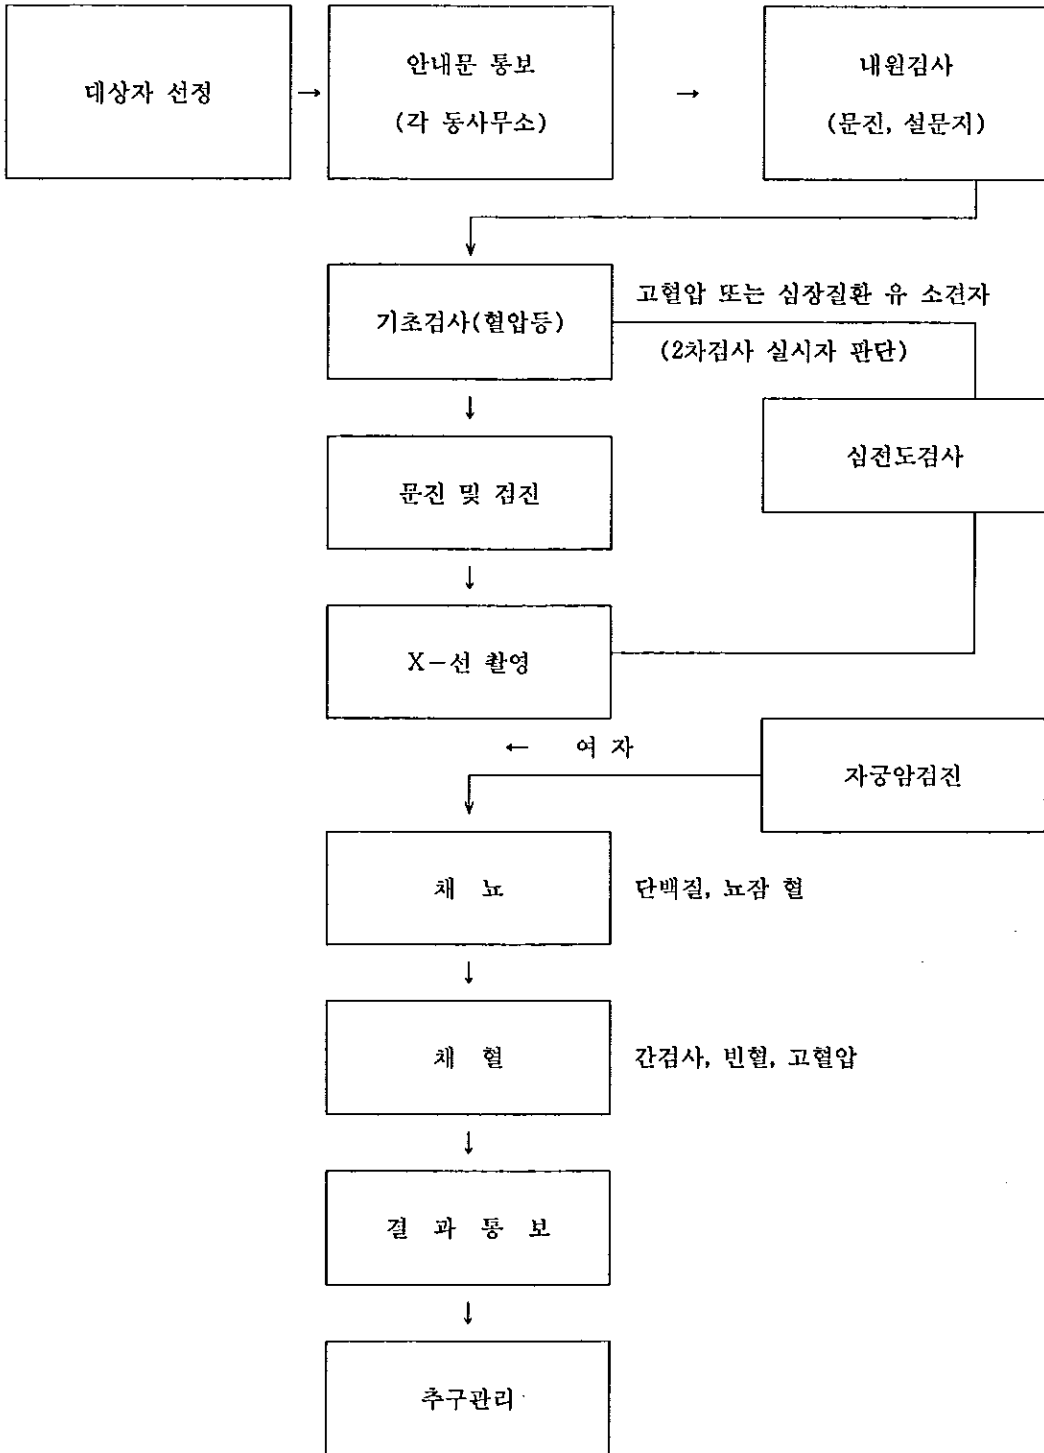 대상자 선정
→
안내문 통보
(각 동사무소)
→
내원검사
(문진, 설문지)
기초검사(혈압등)
고혈압 또는 심장질환 유 소견자
(2차검사 실시자 판단)
↓
심전도검사
문진 및 검진
↓
X-선 촬영
← 여 자
자궁암검진
채 뇨
단백질, 뇨잠 혈
↓
채 혈
간검사, 빈혈, 고혈압
↓
결 과 통 보
↓
추구관리